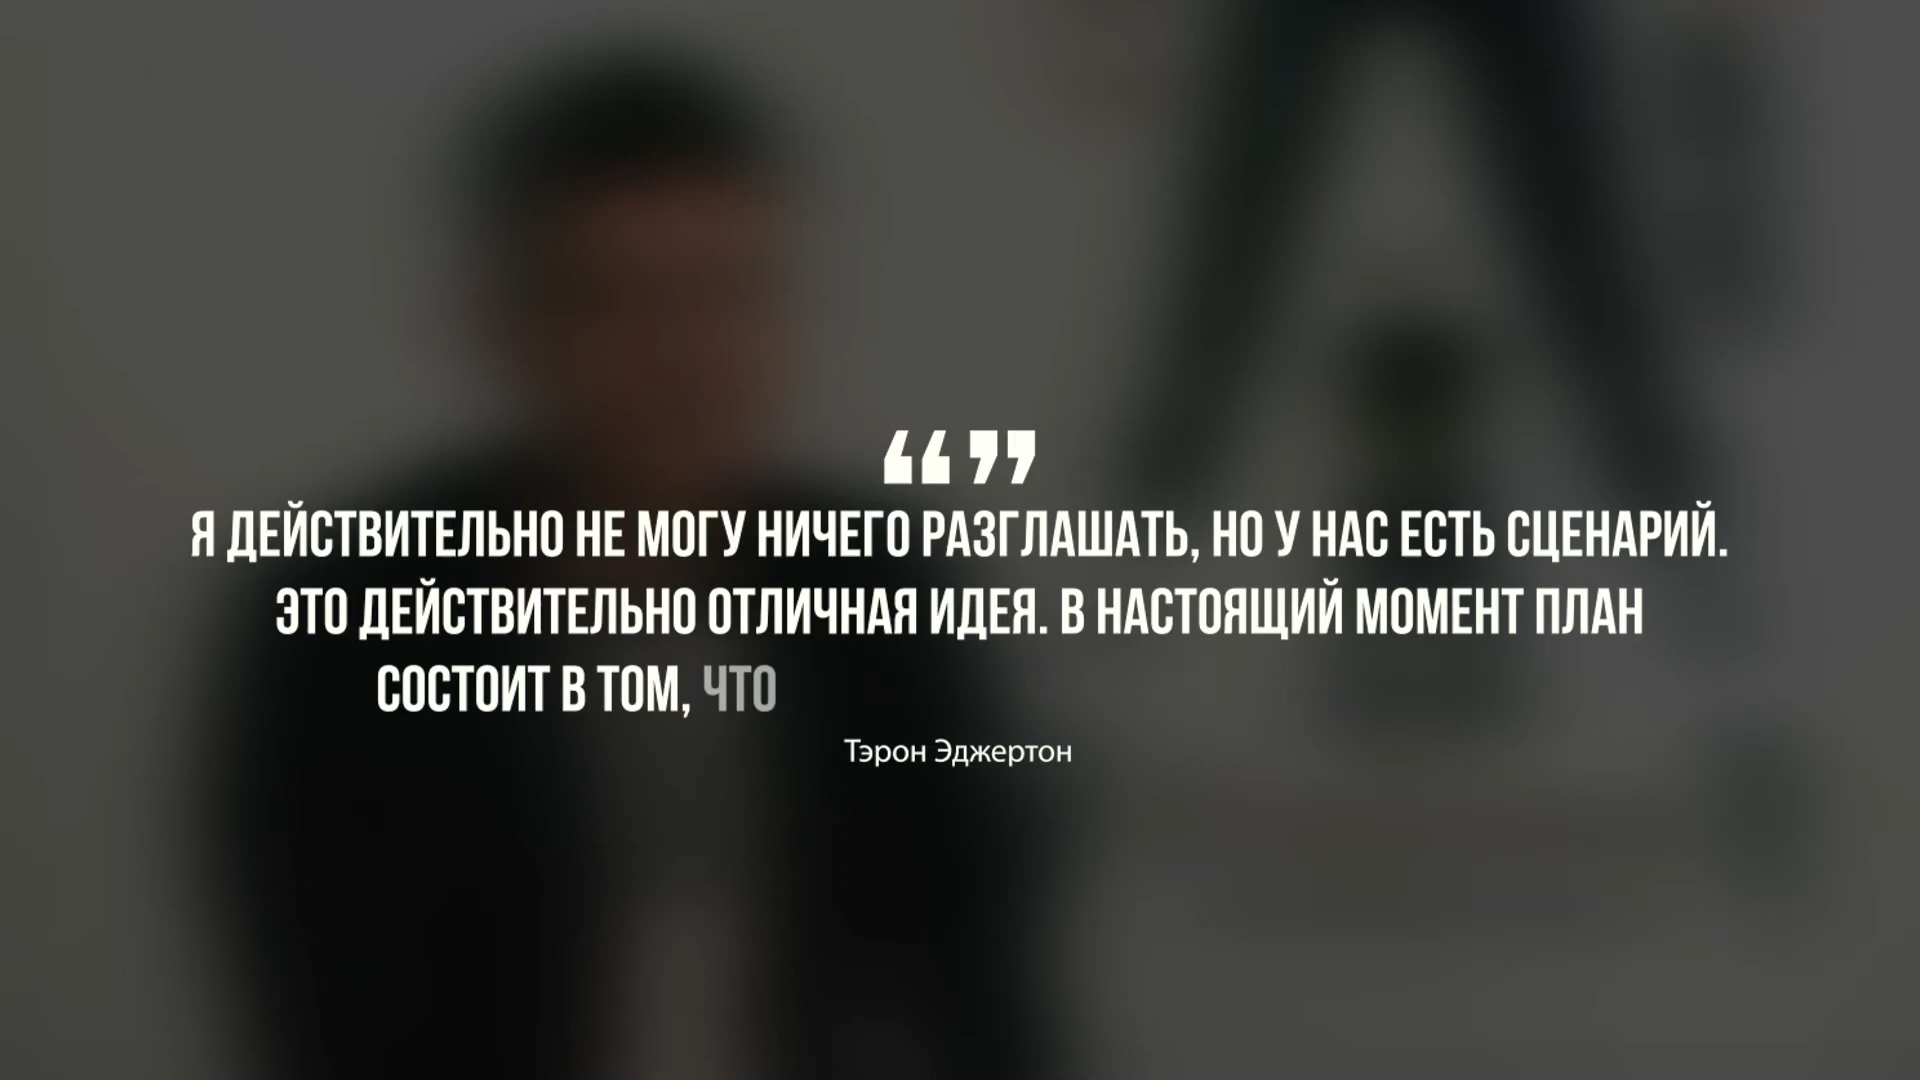 “”
Я ДЕЙСТВИТЕЛЬНО НЕ МОГУ НИЧЕГО РАЗГЛАШАТЬ, НО У НАС ЕСТЬ СЦЕНАРИЙ.
ЭТО ДЕЙСТВИТЕЛЬНО ОТЛИЧНАЯ ИДЕЯ. В НАСТОЯЩИЙ МОМЕНТ ПЛАН
СОСТОИТ В ТОМ, ЧТО
Тэрон Эджертон